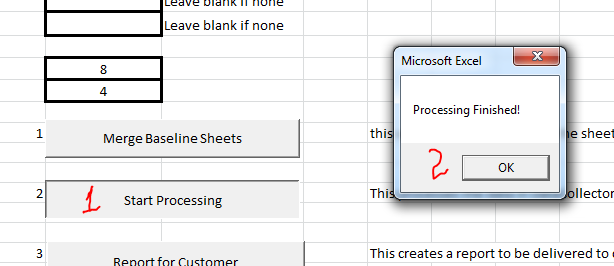 Leave blank if none
Leave blank if none
8
4
Microsoft Excel
Processing Finished!
OK
2
1 Merge Baseline Sheets this he sheet
2 Start Processing This collector
1
3 Report for Customer This creates a report to be delivered to